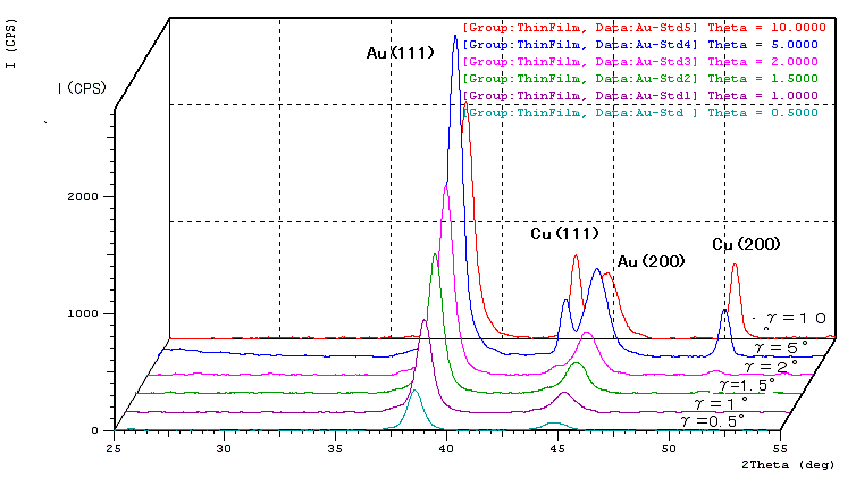 I (CPS)
[Group:ThinFilm, Data:Au-Std5] Theta = 10.0000
[Group:ThinFilm, Data:Au-Std4] Theta = 5.0000
[Group:ThinFilm, Data:Au-Std3] Theta = 2.0000
[Group:ThinFilm, Data:Au-Std2] Theta = 1.5000
[Group:ThinFilm, Data:Au-Std1] Theta = 1.0000
[Group:ThinFilm, Data:Au-Std ] Theta = 0.5000
Au(111)
I(CPS)
2000
Cu(111)
Cu(200)
Au(200)
1000
γ=10
γ=5°
γ=2°
γ=1.5°
γ=1°
γ=0.5°
0
25 30 35 40 45 50 55
2Theta (deg)